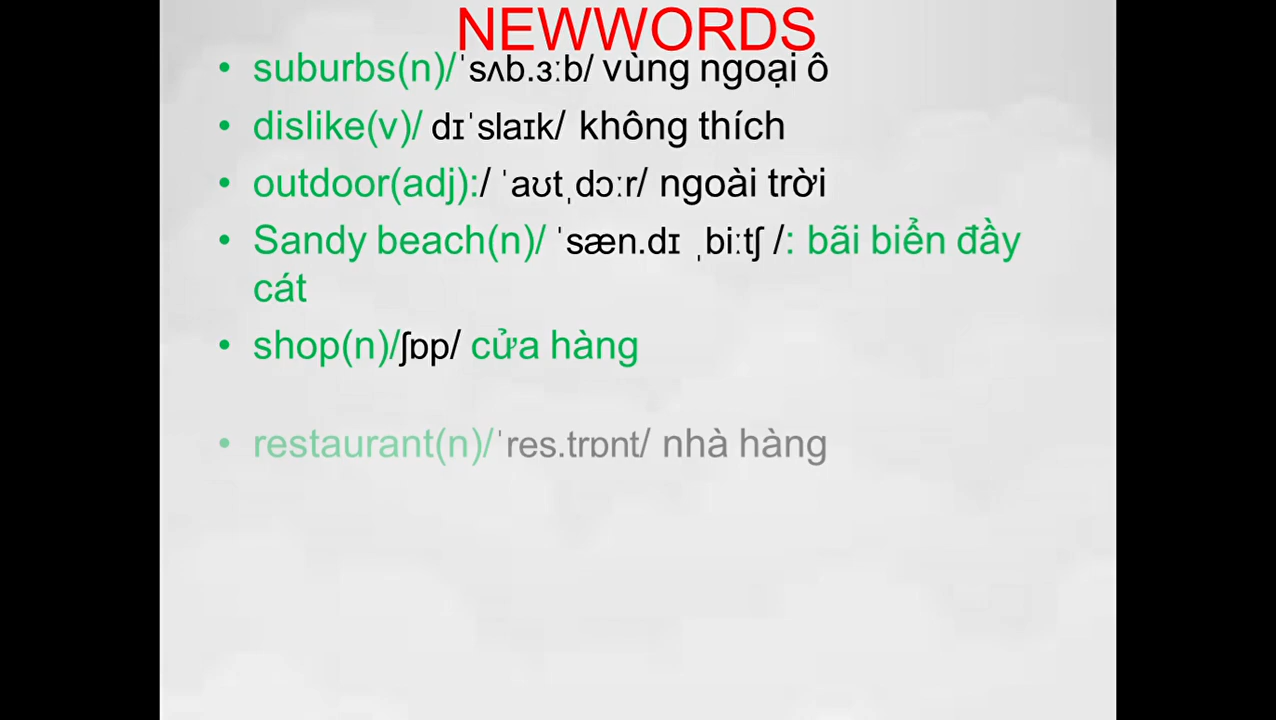 NEWWORDS
• suburbs(n)/ˈsʌb.ɜːb/ vùng ngoại ô
• dislike(v)/ dɪˈslaɪk/ không thích
• outdoor(adj):/ ˈaʊtˌdɔːr/ ngoài trời
• Sandy beach(n)/ ˈsæn.dɪ ˌbiːtʃ /: bãi biển đầy
cát
• shop(n)/ʃɒp/ cửa hàng
• restaurant(n)/ˈres.trɒnt/ nhà hàng